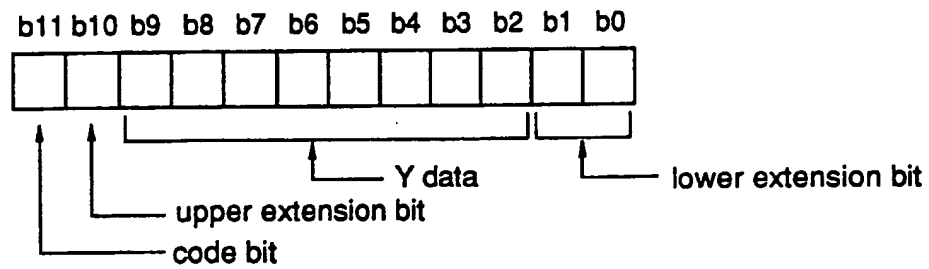 b11 b10 b9 b8 b7 b6 b5 b4 b3 b2 b1 b0
Y data
lower extension bit
upper extension bit
code bit